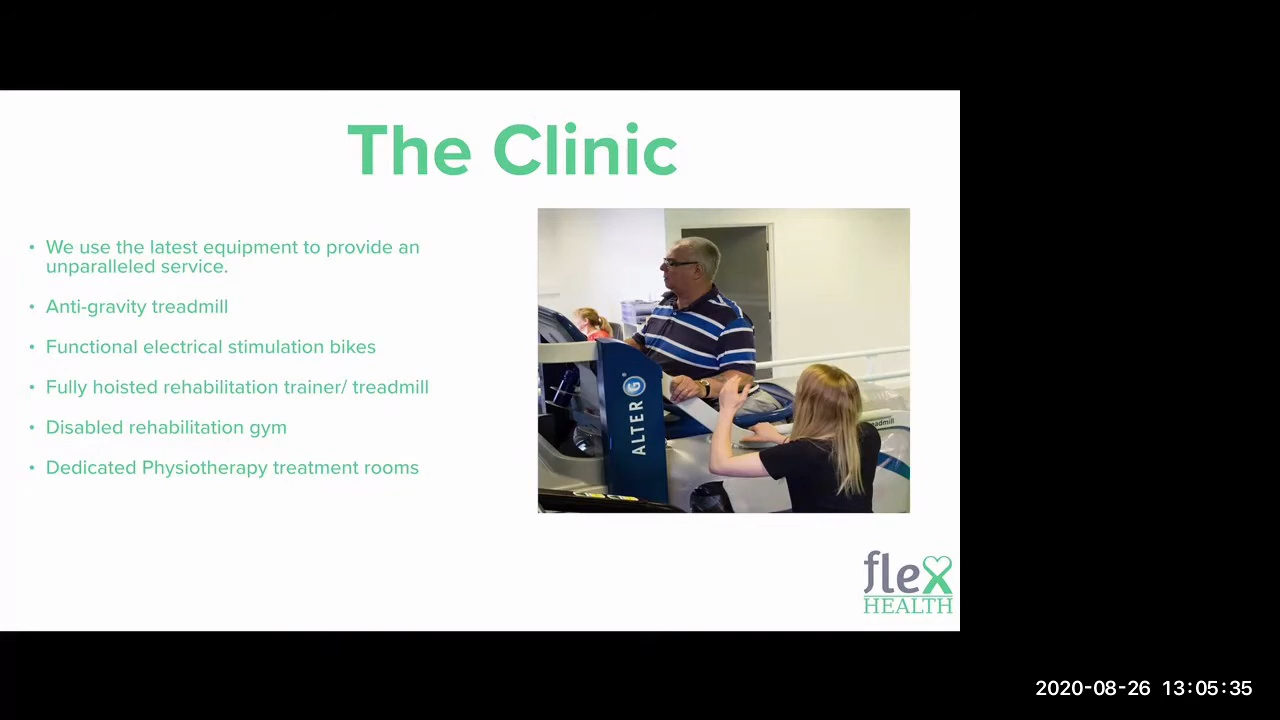 The Clinic
• We use the latest equipment to provide an
unparalleled service.
• Anti-gravity treadmill
• Functional electrical stimulation bikes
• Fully hoisted rehabilitation trainer/ treadmill
• Disabled rehabilitation gym
• Dedicated Physiotherapy treatment rooms
ALTER G
flex
HEALTH
2020-08-26 13:05:35